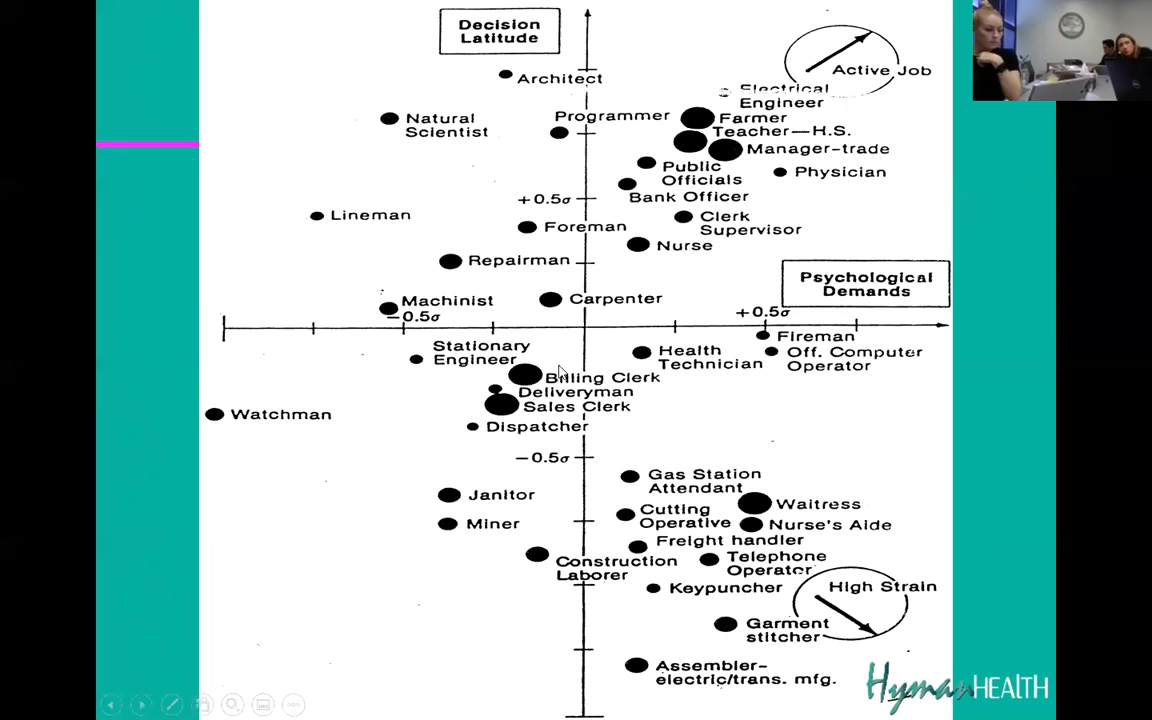 Decision
Latitude
Active Job
Architect
Electrical
Engineer
Natural
Scientist
Programmer
Farmer
Teacher—H.S.
Manager-trade
Public
Officials
Physician
Bank Officer
+0.5σ
Lineman
Clerk
Supervisor
Foreman
Nurse
Repairman
Psychological
Demands
Machinist
Carpenter
-0.5σ
+0.5σ
Fireman
Stationary
Engineer
Health
Technician
Off. Computer
Operator
Billing Clerk
Deliveryman
Sales Clerk
Watchman
Dispatcher
-0.5σ
Gas Station
Attendant
Janitor
Waitress
Cutting
Operative
Miner
Nurse's Aide
Freight handler
Construction
Laborer
Telephone
Operator
Keypuncher
High Strain
Garment
stitcher
Assembler-
electric/trans. mfg.
HymanHEALTH